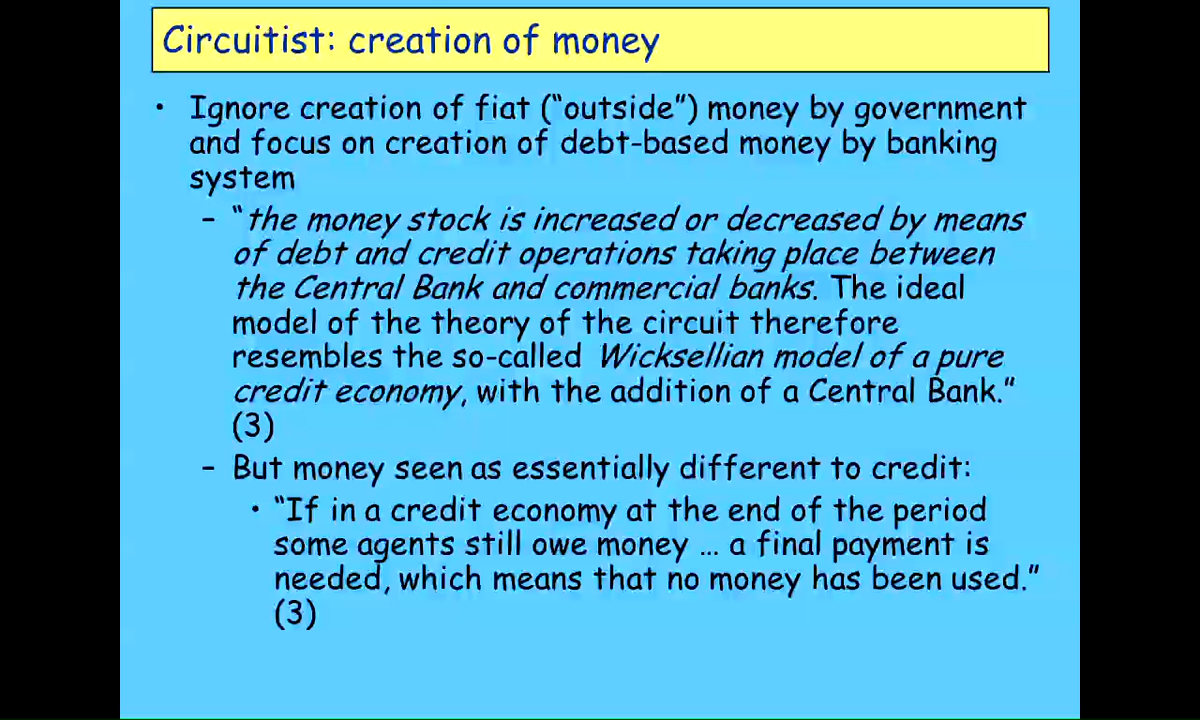 Circuitist: creation of money
• Ignore creation of fiat (“outside”) money by government
and focus on creation of debt-based money by banking
system
– “the money stock is increased or decreased by means
of debt and credit operations taking place between
the Central Bank and commercial banks. The ideal
model of the theory of the circuit therefore
resembles the so-called Wicksellian model of a pure
credit economy, with the addition of a Central Bank.”
(3)
– But money seen as essentially different to credit:
• “If in a credit economy at the end of the period
some agents still owe money … a final payment is
needed, which means that no money has been used.”
(3)